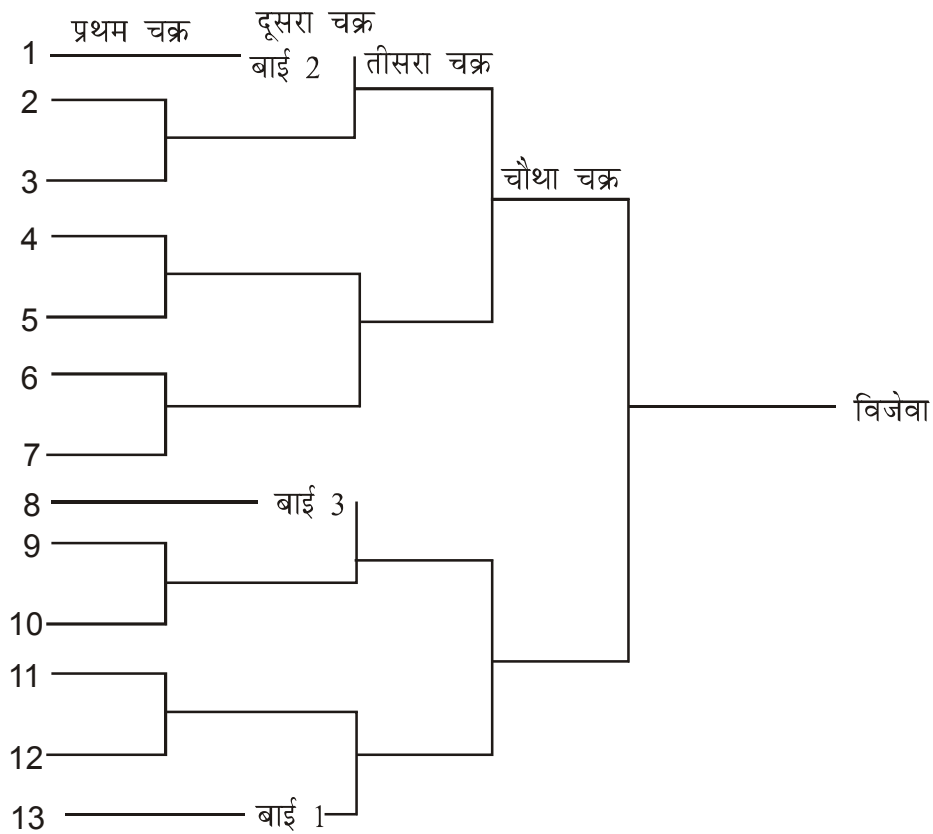 प्रथम चक्र
दूसरा चक्र
1
बाई 2
तीसरा चक्र
2
3
चौथा चक्र
4
5
6
7
विजेवा
8
बाई 3
9
10
11
12
13
बाई 1